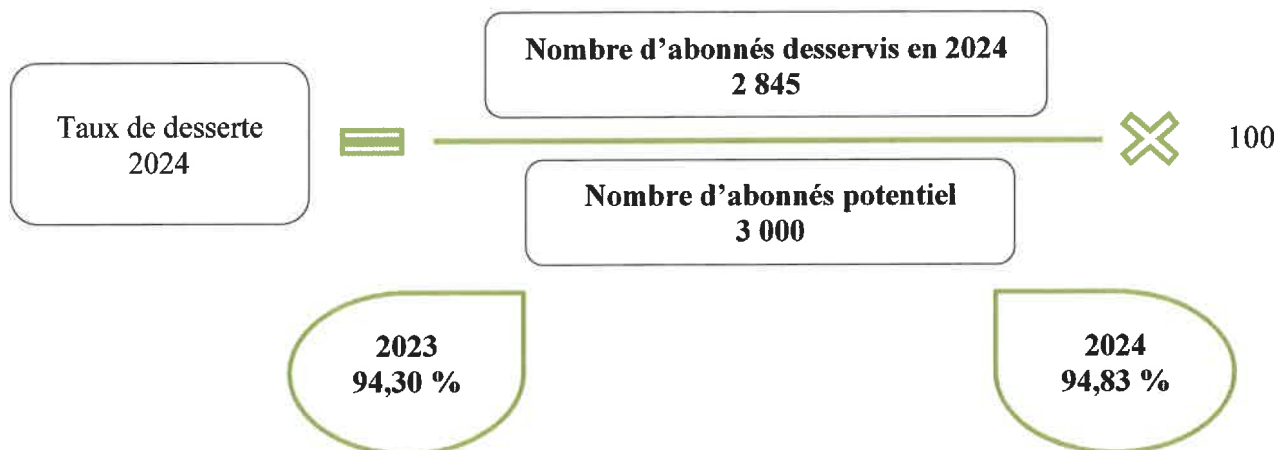 Taux de desserte
2024
Nombre d’abonnés desservis en 2024
2 845
Nombre d’abonnés potentiel
3 000
100
2023
94,30 %
2024
94,83 %